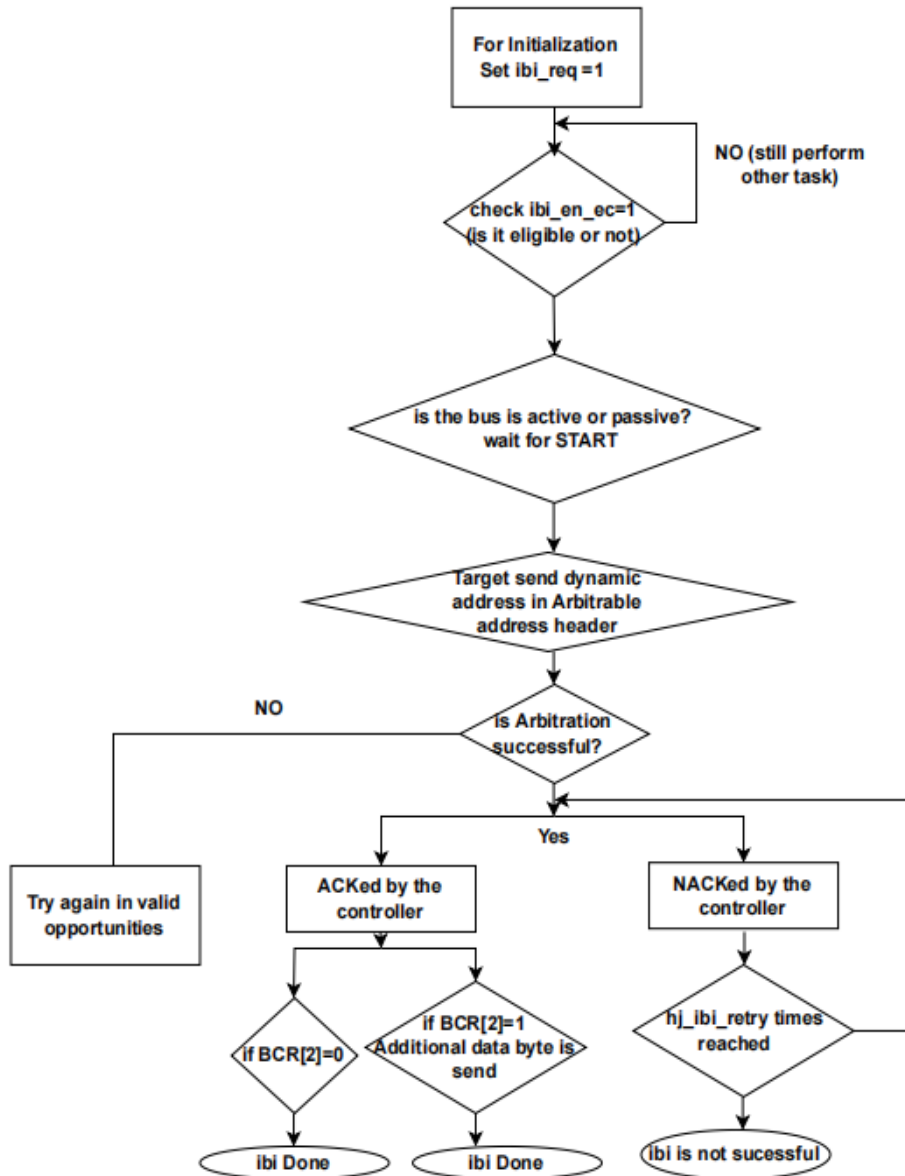 For Initialization
Set ibi_req =1
NO (still perform
other task)
check ibi_en_ec=1
(is it eligible or not)
is the bus is active or passive?
wait for START
Target send dynamic
address in Arbitrable
address header
NO
is Arbitration
successful?
Yes
Try again in valid
opportunities
ACKed by the
controller
NACKed by the
controller
if BCR[2]=0
if BCR[2]=1
Additional data byte is
send
hj_ibi_retry times
reached
ibi Done
ibi Done
ibi is not sucessful